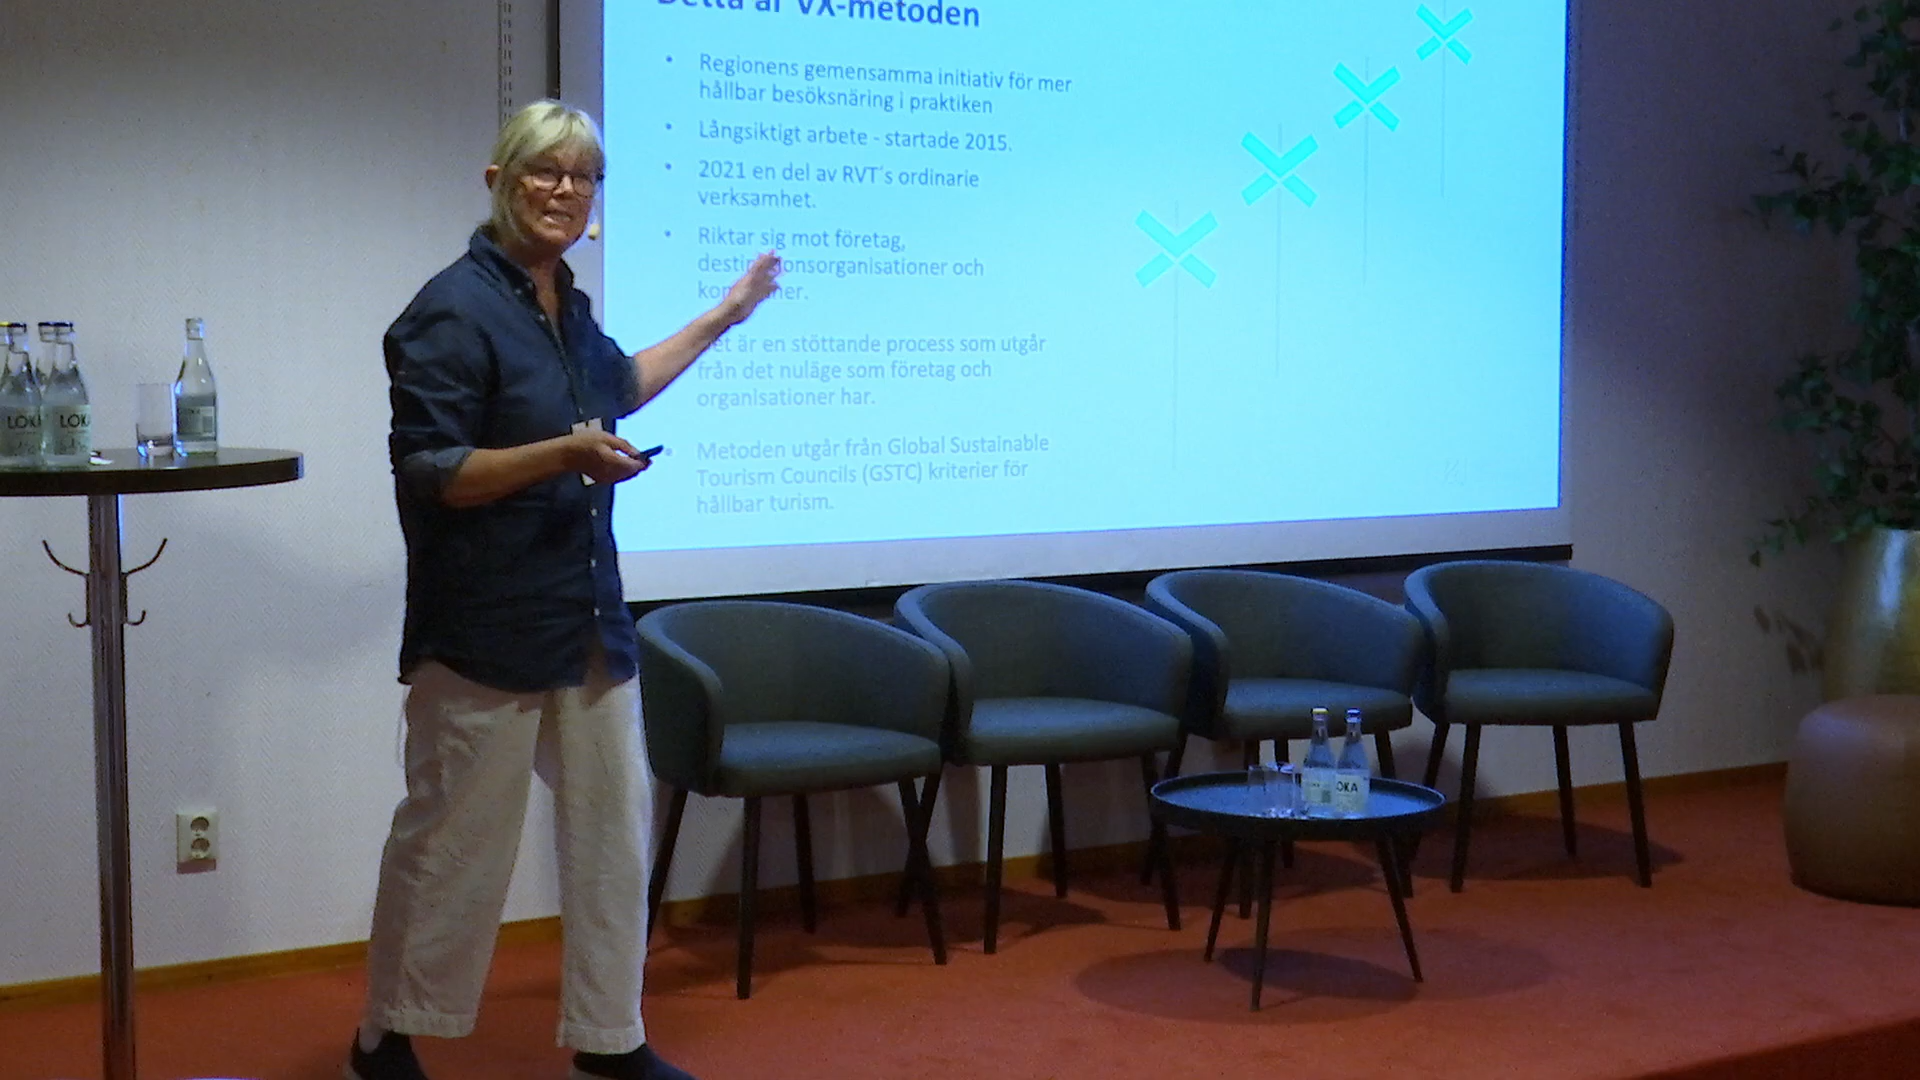 Detta är VX-metoden
• Regionens gemensamma initiativ för mer
hållbar besöksnäring i praktiken
• Långsiktigt arbete - startade 2015.
• 2021 en del av RVT´s ordinarie
verksamhet.
• Riktar sig mot företag,
destinationsorganisationer och
kommuner.
Det är en stöttande process som utgår
från det nuläge som företag och
organisationer har.
• Metoden utgår från Global Sustainable
Tourism Councils (GSTC) kriterier för
hållbar turism.
LOKA
LOKA
LOKA